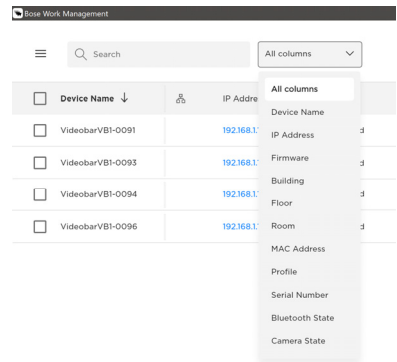 Bose Work Management
Search
All columns
Device Name ↓
IP Addre
VideobarVB1-0091
192.168.1.
d
VideobarVB1-0093
192.168.1.
VideobarVB1-0094
192.168.1.
d
VideobarVB1-0096
192.168.1.
d
All columns
Device Name
IP Address
Firmware
Building
Floor
Room
MAC Address
Profile
Serial Number
Bluetooth State
Camera State